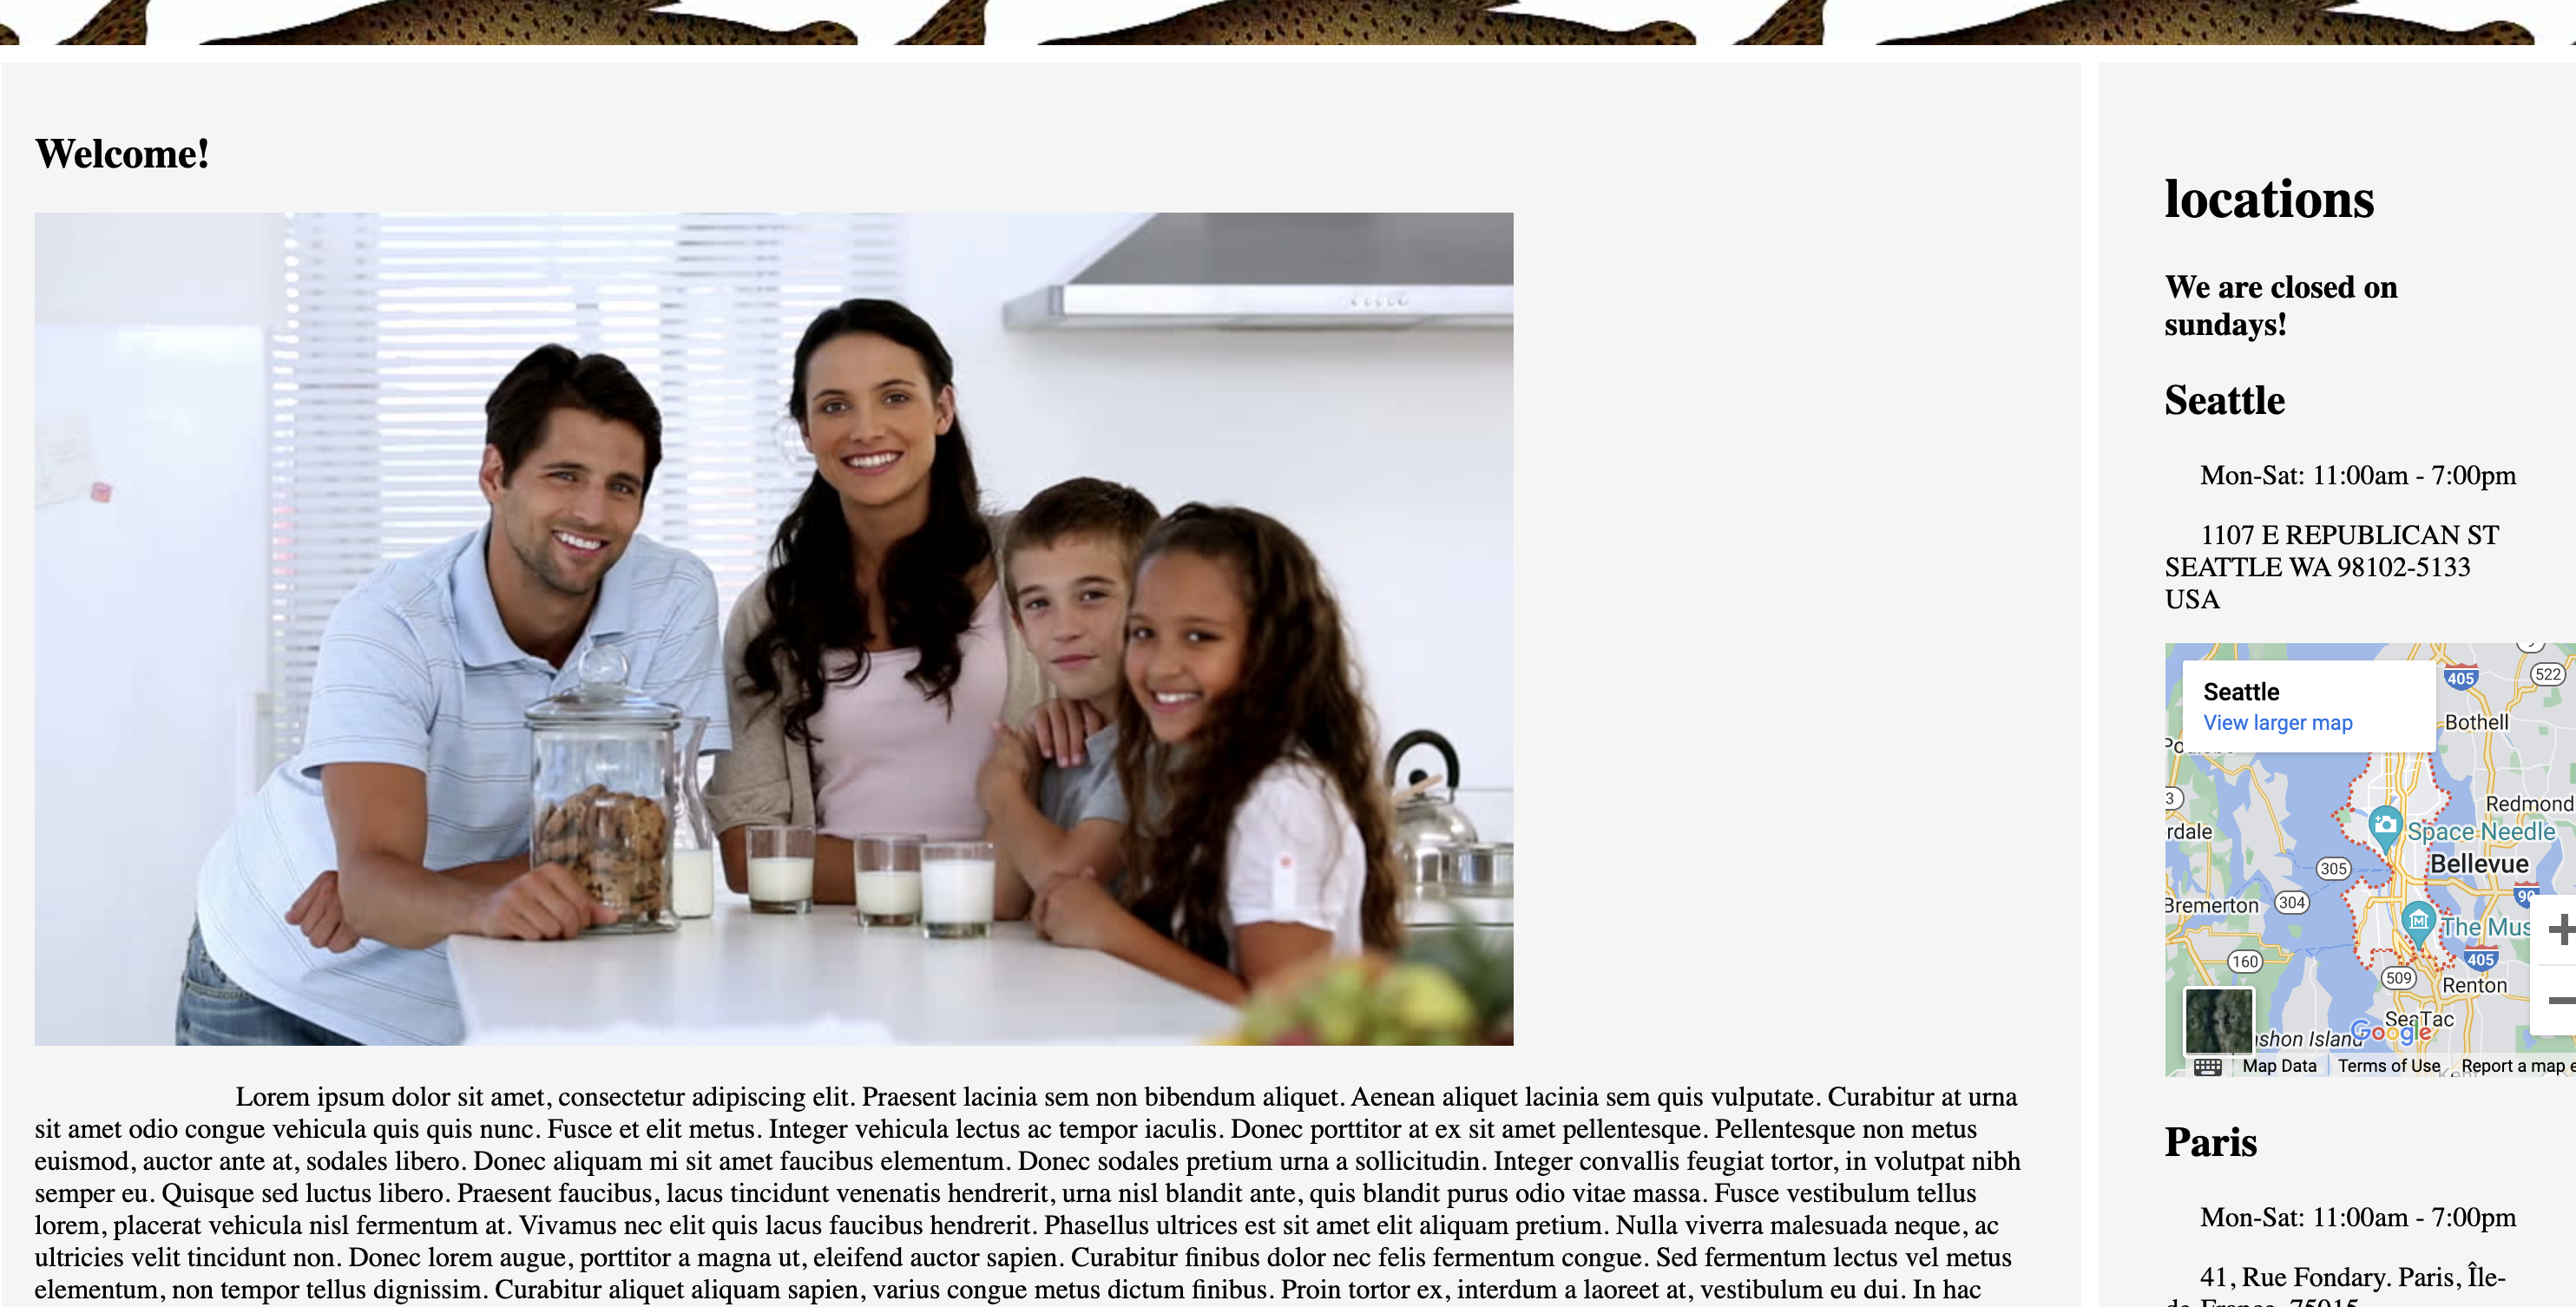 Welcome!
Lorem ipsum dolor sit amet, consectetur adipiscing elit. Praesent lacinia sem non bibendum aliquet. Aenean aliquet lacinia sem quis vulputate. Curabitur at urna
sit amet odio congue vehicula quis quis nunc. Fusce et elit metus. Integer vehicula lectus ac tempor iaculis. Donec porttitor at ex sit amet pellentesque. Pellentesque non metus
euismod, auctor ante at, sodales libero. Donec aliquam mi sit amet faucibus elementum. Donec sodales pretium urna a sollicitudin. Integer convallis feugiat tortor, in volutpat nibh
semper eu. Quisque sed luctus libero. Praesent faucibus, lacus tincidunt venenatis hendrerit, urna nisl blandit ante, quis blandit purus odio vitae massa. Fusce vestibulum tellus
lorem, placerat vehicula nisl fermentum at. Vivamus nec elit quis lacus faucibus hendrerit. Phasellus ultrices est sit amet elit aliquam pretium. Nulla viverra malesuada neque, ac
ultricies velit tincidunt non. Donec lorem augue, porttitor a magna ut, eleifend auctor sapien. Curabitur finibus dolor nec felis fermentum congue. Sed fermentum lectus vel metus
elementum, non tempor tellus dignissim. Curabitur aliquet aliquam sapien, varius congue metus dictum finibus. Proin tortor ex, interdum a laoreet at, vestibulum eu dui. In hac
locations
We are closed on
sundays!
Seattle
Mon-Sat: 11:00am - 7:00pm
1107 E REPUBLICAN ST
SEATTLE WA 98102-5133
USA
Seattle
View larger map
405
522
Bothell
3
Redmond
rdale
Space Needle
Bellevue
305
90
Bremerton
304
The Mus
160
405
509
Renton
SeaTac
shon Island
Google
Map Data
Terms of Use
Report a map e
Paris
Mon-Sat: 11:00am - 7:00pm
41, Rue Fondary. Paris, Île-
de-France, 75015